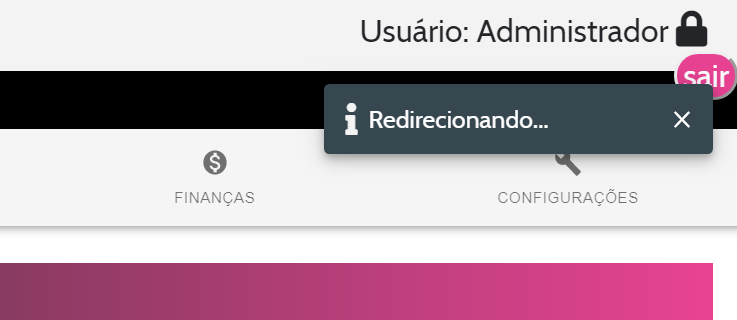 Usuário: Administrador
sair
Redirecionando...
FINANÇAS
CONFIGURAÇÕES